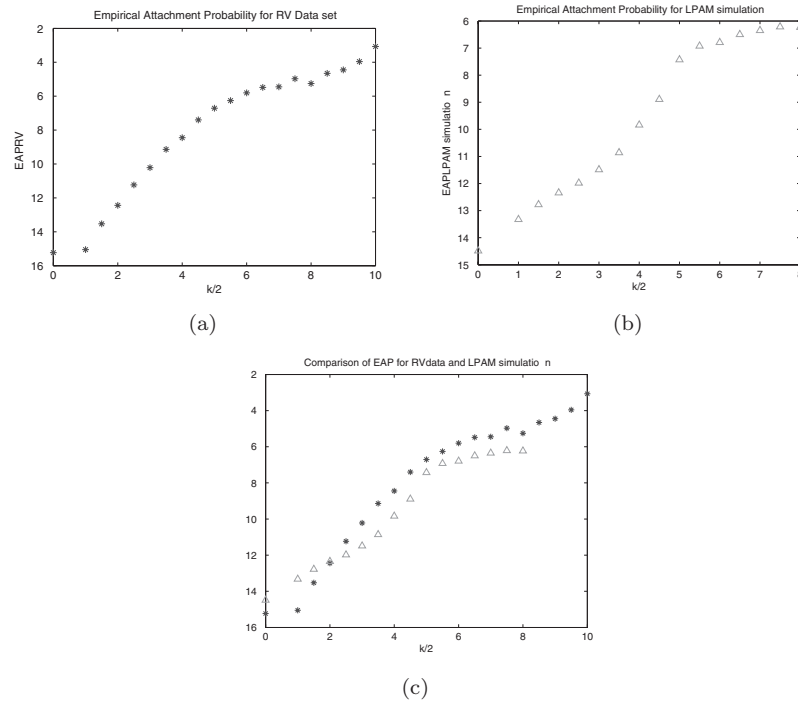 Empirical Attachment Probability for RV Data set
2
4
6
8
10
12
14
16
EAPRV
0 2 4 6 8 10
k/2
(a)
Empirical Attachment Probability for LPAM simulation
6
7
8
9
10
11
12
13
14
15
EAPLPAM simulatio n
0 1 2 3 4 5 6 7 8
k/2
(b)
Comparison of EAP for RVdata and LPAM simulatio n
2
4
6
8
10
12
14
16
0 2 4 6 8 10
k/2
(c)